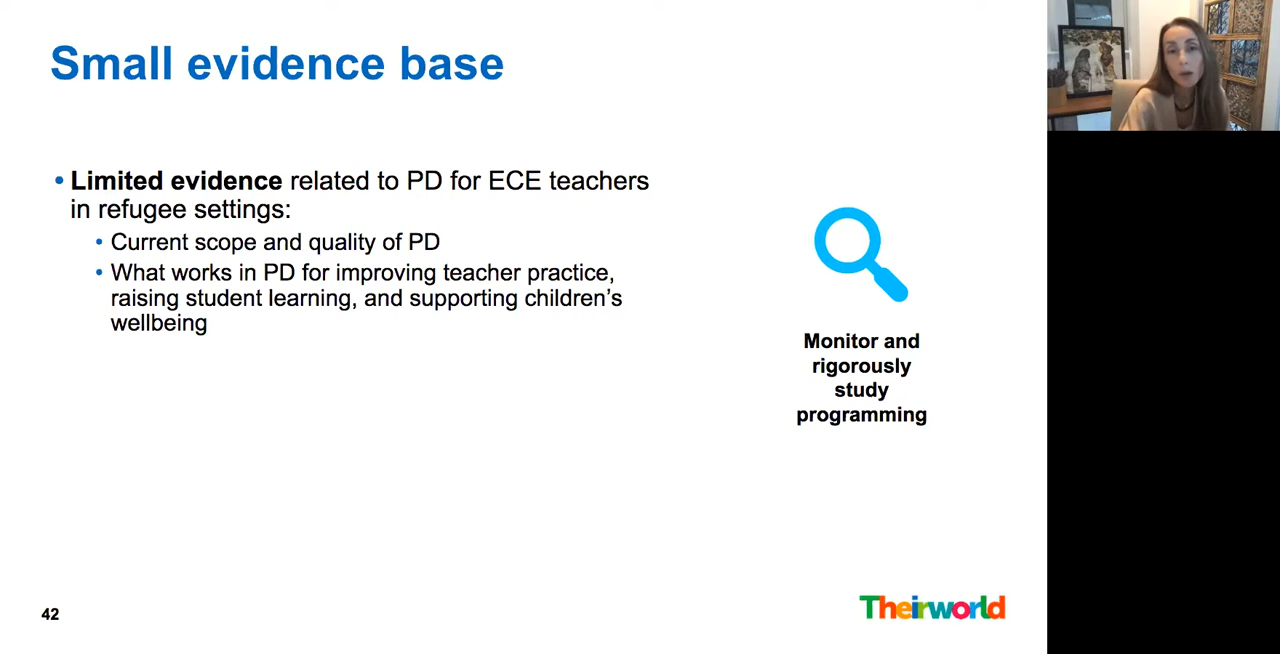 Small evidence base
• Limited evidence related to PD for ECE teachers
in refugee settings:
• Current scope and quality of PD
• What works in PD for improving teacher practice,
raising student learning, and supporting children’s
wellbeing
Monitor and
rigorously
study
programming
42
Theirworld